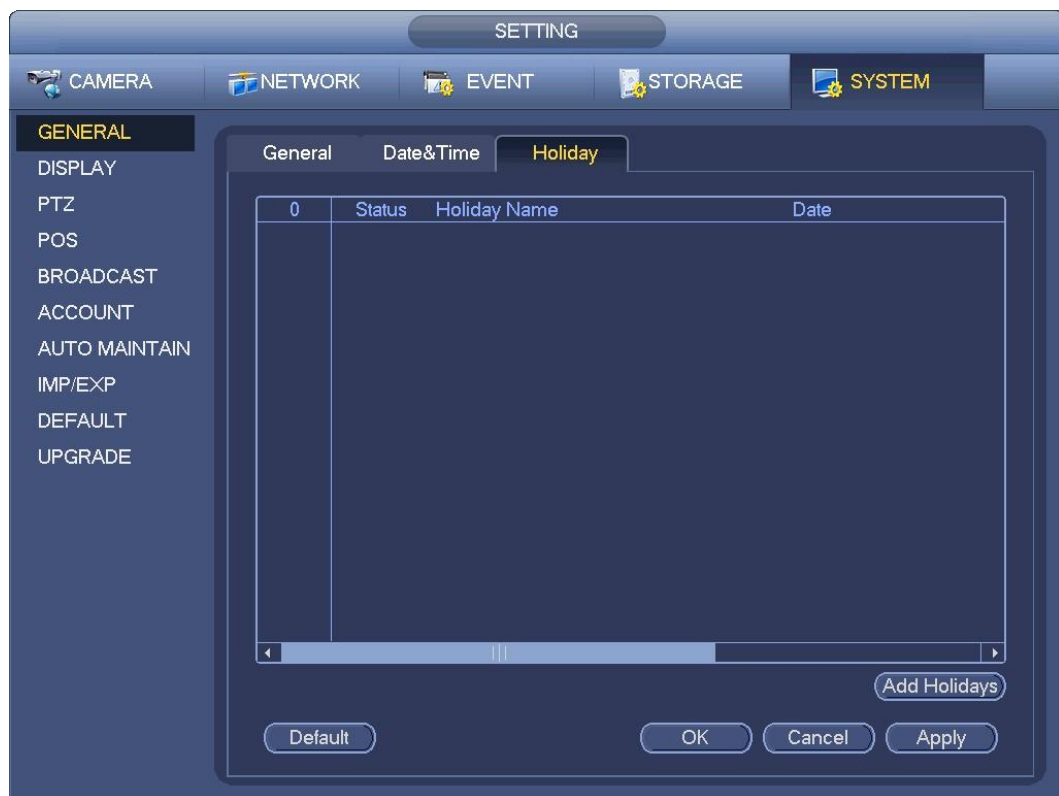 SETTING
CAMERA NETWORK EVENT STORAGE SYSTEM
GENERAL
DISPLAY
PTZ
POS
BROADCAST
ACCOUNT
AUTO MAINTAIN
IMP/EXP
DEFAULT
UPGRADE
General Date&Time Holiday
0 Status Holiday Name Date
Add Holidays
Default OK Cancel Apply